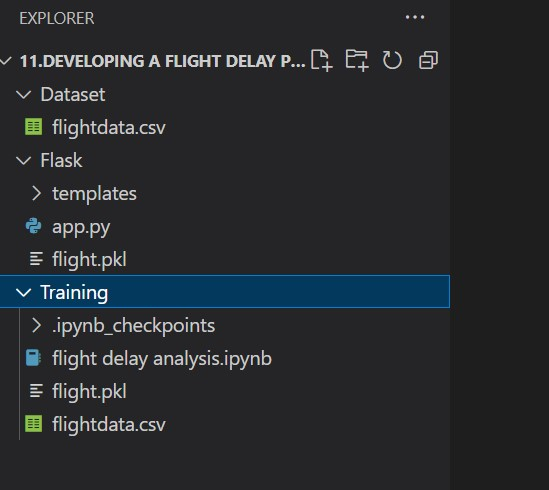 EXPLORER
11.DEVELOPING A FLIGHT DELAY P...
Dataset
flightdata.csv
Flask
templates
app.py
flight.pkl
Training
.ipynb_checkpoints
flight delay analysis.ipynb
flight.pkl
flightdata.csv